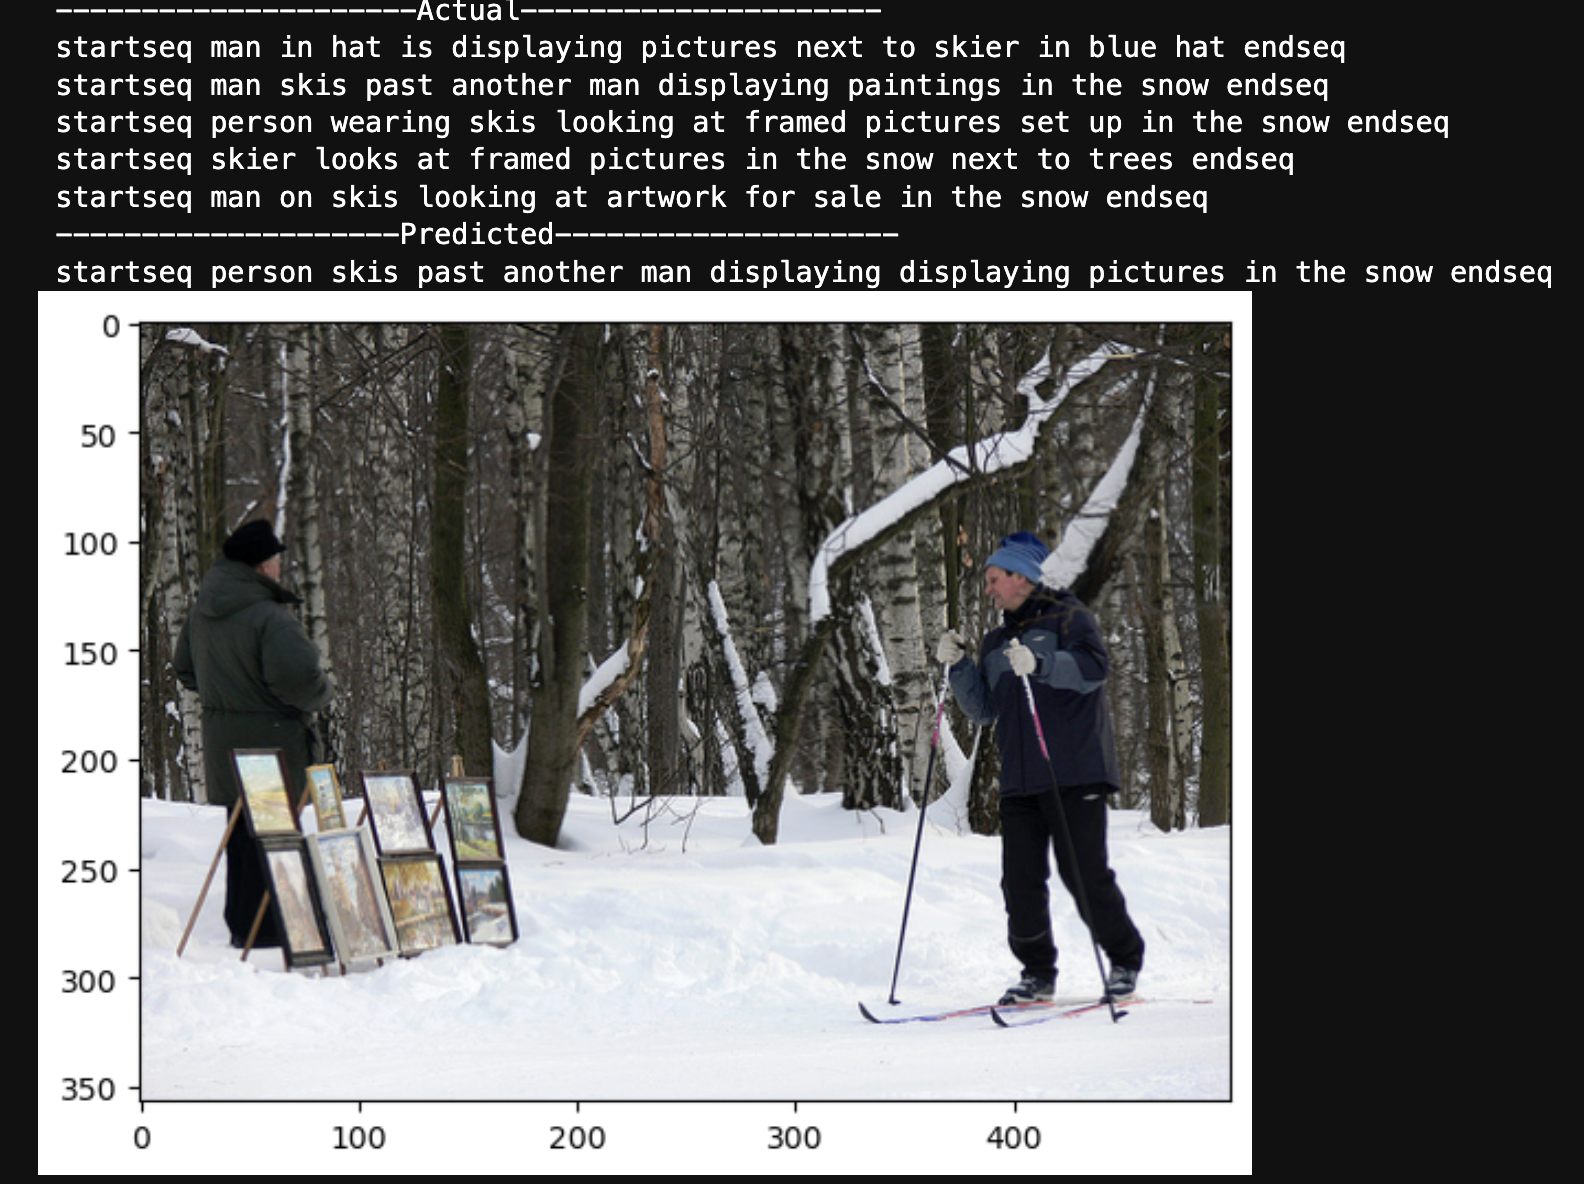 ---------------------Actual---------------------
startseq man in hat is displaying pictures next to skier in blue hat endseq
startseq man skis past another man displaying paintings in the snow endseq
startseq person wearing skis looking at framed pictures set up in the snow endseq
startseq skier looks at framed pictures in the snow next to trees endseq
startseq man on skis looking at artwork for sale in the snow endseq
--------------------Predicted--------------------
startseq person skis past another man displaying displaying pictures in the snow endseq
0
50
100
150
200
250
300
350
0 100 200 300 400